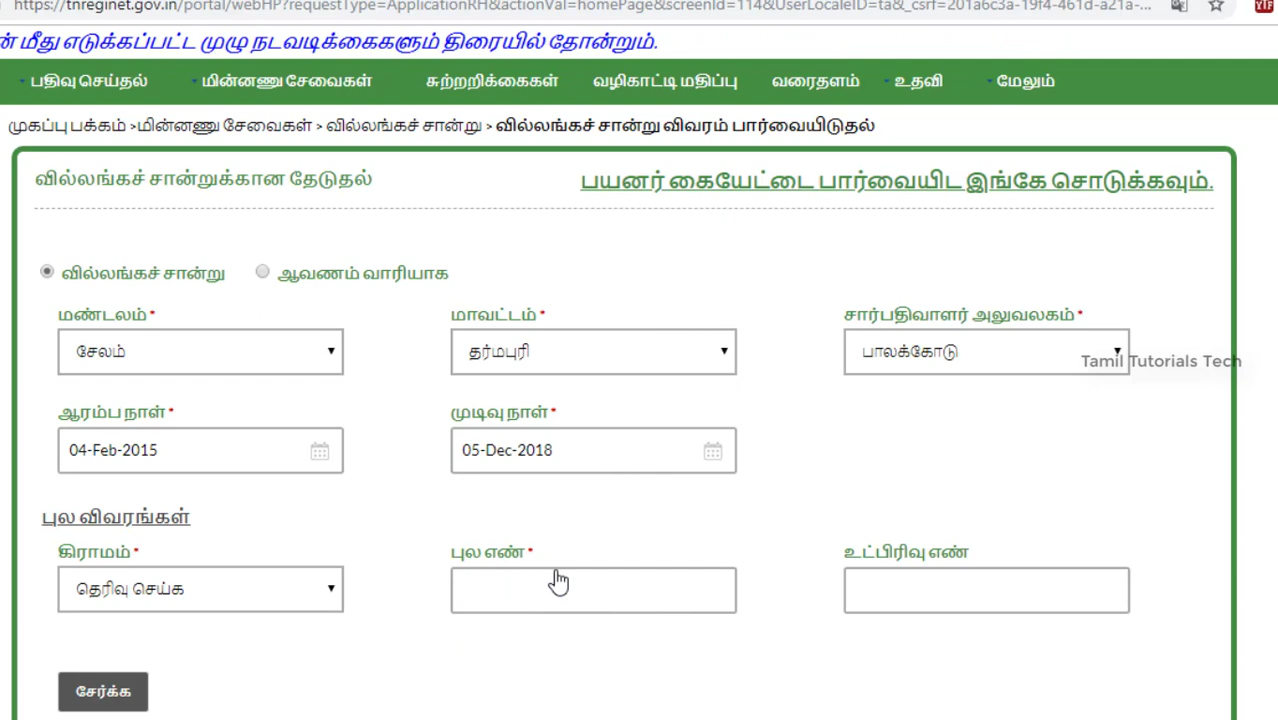 https://tnreginet.gov.in/portal/webHP?requestType=ApplicationRH&actionVal=homePage&screenId=114&UserLocaleID=ta&_csrf=201a6c3a-19f4-461d-a21a-...
மீது எடுக்கப்பட்ட முழு நடவடிக்கைகளும் திரையில் தோன்றும்.
பதிவு செய்தல் மின்னணு சேவைகள் சுற்றறிக்கைகள் வழிகாட்டி மதிப்பு வரைதளம் உதவி மேலும்
முகப்பு பக்கம் >மின்னணு சேவைகள் > வில்லங்கச் சான்று > வில்லங்கச் சான்று விவரம் பார்வையிடுதல்
வில்லங்கச் சான்றுக்கான தேடுதல் பயனர் கையேட்டை பார்வையிட இங்கே சொடுக்கவும்.
வில்லங்கச் சான்று ஆவணம் வாரியாக
மண்டலம் * மாவட்டம் * சார்பதிவாளர் அலுவலகம் *
சேலம் தர்மபுரி பாலக்கோடு
Tamil Tutorials Tech
ஆரம்ப நாள் * முடிவு நாள் *
04-Feb-2015 05-Dec-2018
புல விவரங்கள்
கிராமம் * புல எண் * உட்பிரிவு எண்
தெரிவு செய்க
சேர்க்க